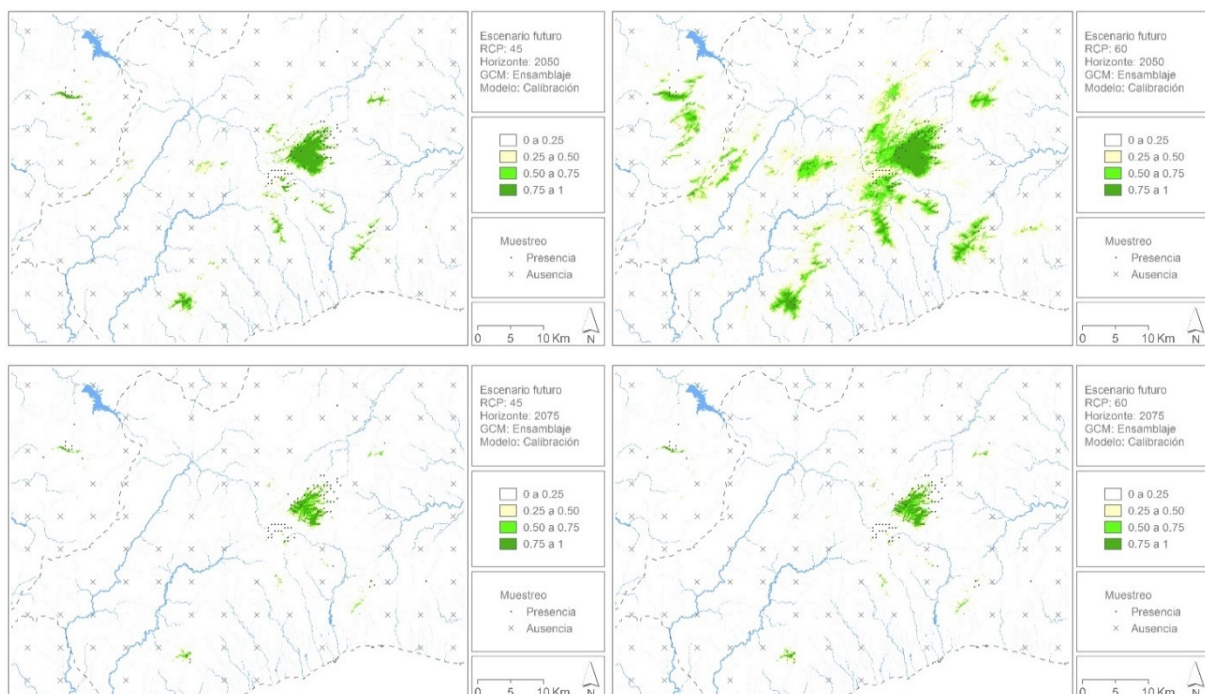 Escenario futuro
RCP: 45
Horizonte: 2050
GCM: Ensamblaje
Modelo: Calibración
0 a 0.25
0.25 a 0.50
0.50 a 0.75
0.75 a 1
Muestreo
Presencia
Ausencia
0 5 10 Km
N
Escenario futuro
RCP: 60
Horizonte: 2050
GCM: Ensamblaje
Modelo: Calibración
0 a 0.25
0.25 a 0.50
0.50 a 0.75
0.75 a 1
Muestreo
Presencia
Ausencia
0 5 10 Km
N
Escenario futuro
RCP: 45
Horizonte: 2075
GCM: Ensamblaje
Modelo: Calibración
0 a 0.25
0.25 a 0.50
0.50 a 0.75
0.75 a 1
Muestreo
Presencia
Ausencia
0 5 10 Km
N
Escenario futuro
RCP: 60
Horizonte: 2075
GCM: Ensamblaje
Modelo: Calibración
0 a 0.25
0.25 a 0.50
0.50 a 0.75
0.75 a 1
Muestreo
Presencia
Ausencia
0 5 10 Km
N